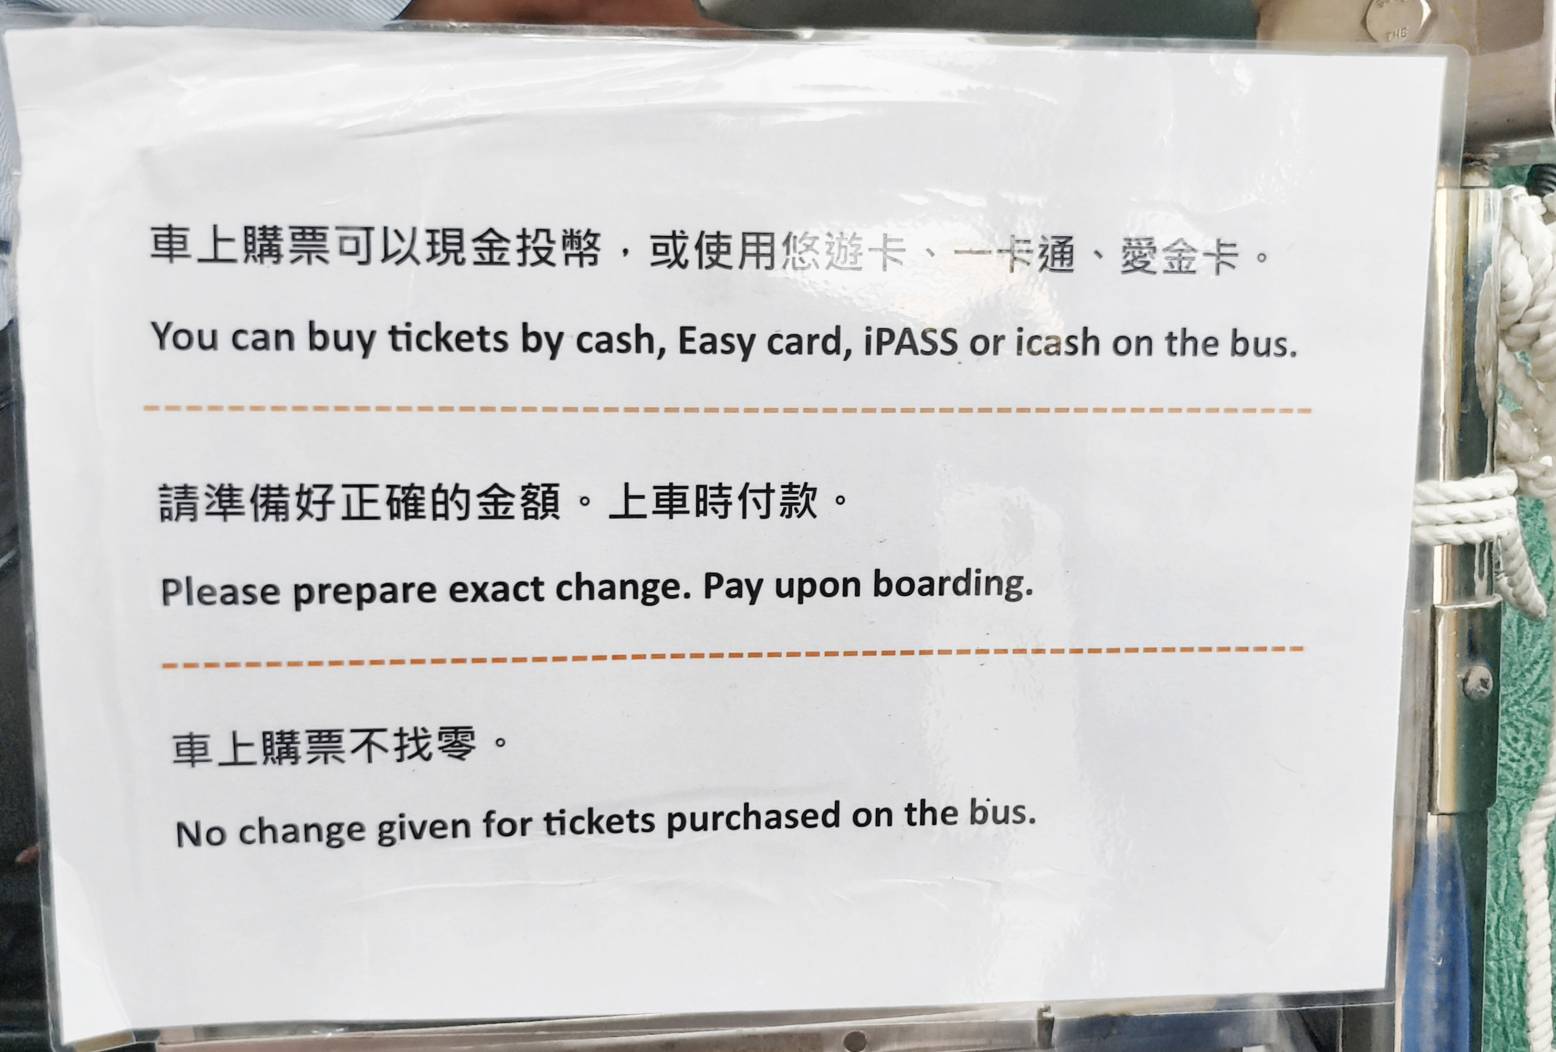 車上購票可以現金投幣，或使用悠遊卡、一卡通、愛金卡。
You can buy tickets by cash, Easy card, iPASS or icash on the bus.
請準備好正確的金額。上車時付款。
Please prepare exact change. Pay upon boarding.
車上購票不找零。
No change given for tickets purchased on the bus.